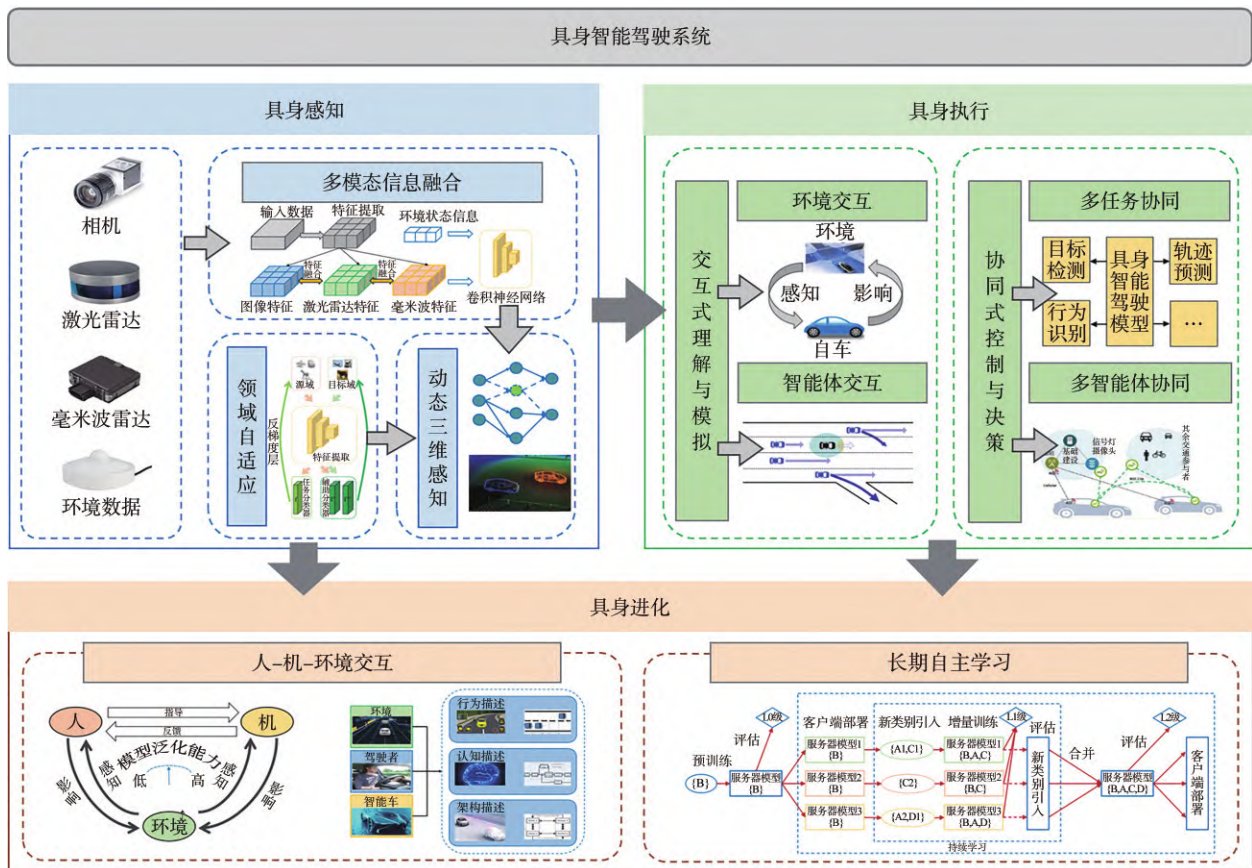 具身智能驾驶系统
具身感知
相机
激光雷达
毫米波雷达
环境数据
多模态信息融合
输入数据
特征提取
环境状态信息
特征融合
特征融合
图像特征
激光雷达特征
毫米波特征
卷积神经网络
领域自适应
反梯度层
源域
目标域
特征提取
任务分类器
辅助分类器
动态三维感知
具身执行
交互式理解与模拟
环境交互
环境
感知
影响
自车
智能体交互
协同式控制与决策
多任务协同
目标检测
行为识别
具身智能驾驶模型
轨迹预测
…
多智能体协同
基础建设
信号灯
摄像头
其余交通参与者
具身进化
人-机-环境交互
人
指导
反馈
机
模型泛化能力
感知
低
高
感知
影响
影响
环境
环境
驾驶者
智能车
行为描述
认知描述
架构描述
长期自主学习
预训练
{B}
评估
L0级
服务器模型
{B}
客户端部署
服务器模型1
{B}
服务器模型2
{B}
服务器模型3
{B}
新类别引入
{A1,C1}
{C2}
{A2,D1}
增量训练
服务器模型1
{B,A,C}
服务器模型2
{B,C}
服务器模型3
{B,A,D}
L1级
评估
新类别引入
合并
评估
L2级
服务器模型
{B,A,C,D}
客户端部署
持续学习